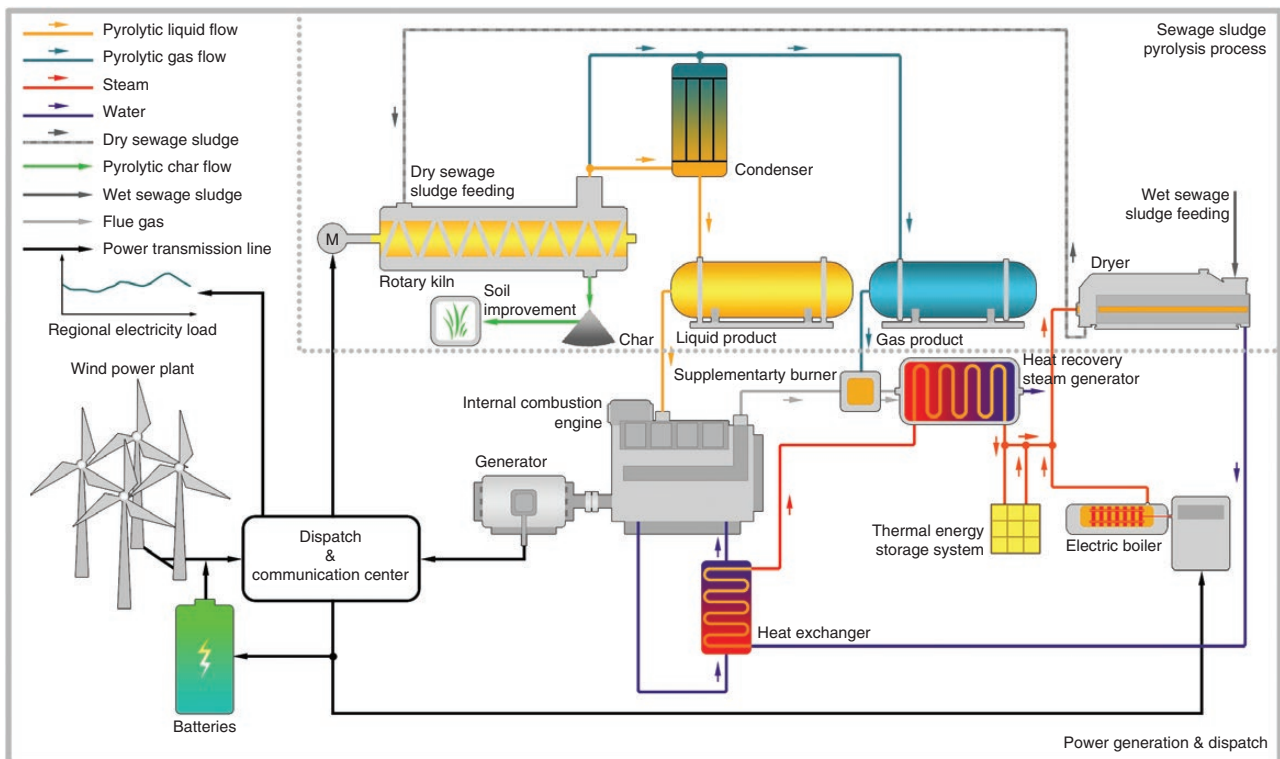 Pyrolytic liquid flow
Pyrolytic gas flow
Steam
Water
Dry sewage sludge
Pyrolytic char flow
Wet sewage sludge
Flue gas
Power transmission line
Regional electricity load
Sewage sludge
pyrolysis process
Condenser
Dry sewage
sludge feeding
M
Rotary kiln
Soil
improvement
Char
Liquid product
Gas product
Wet sewage
sludge feeding
Dryer
Wind power plant
Supplementarty burner
Heat recovery
steam generator
Internal combustion
engine
Generator
Dispatch
&
communication center
Thermal energy
storage system
Electric boiler
Heat exchanger
Batteries
Power generation & dispatch